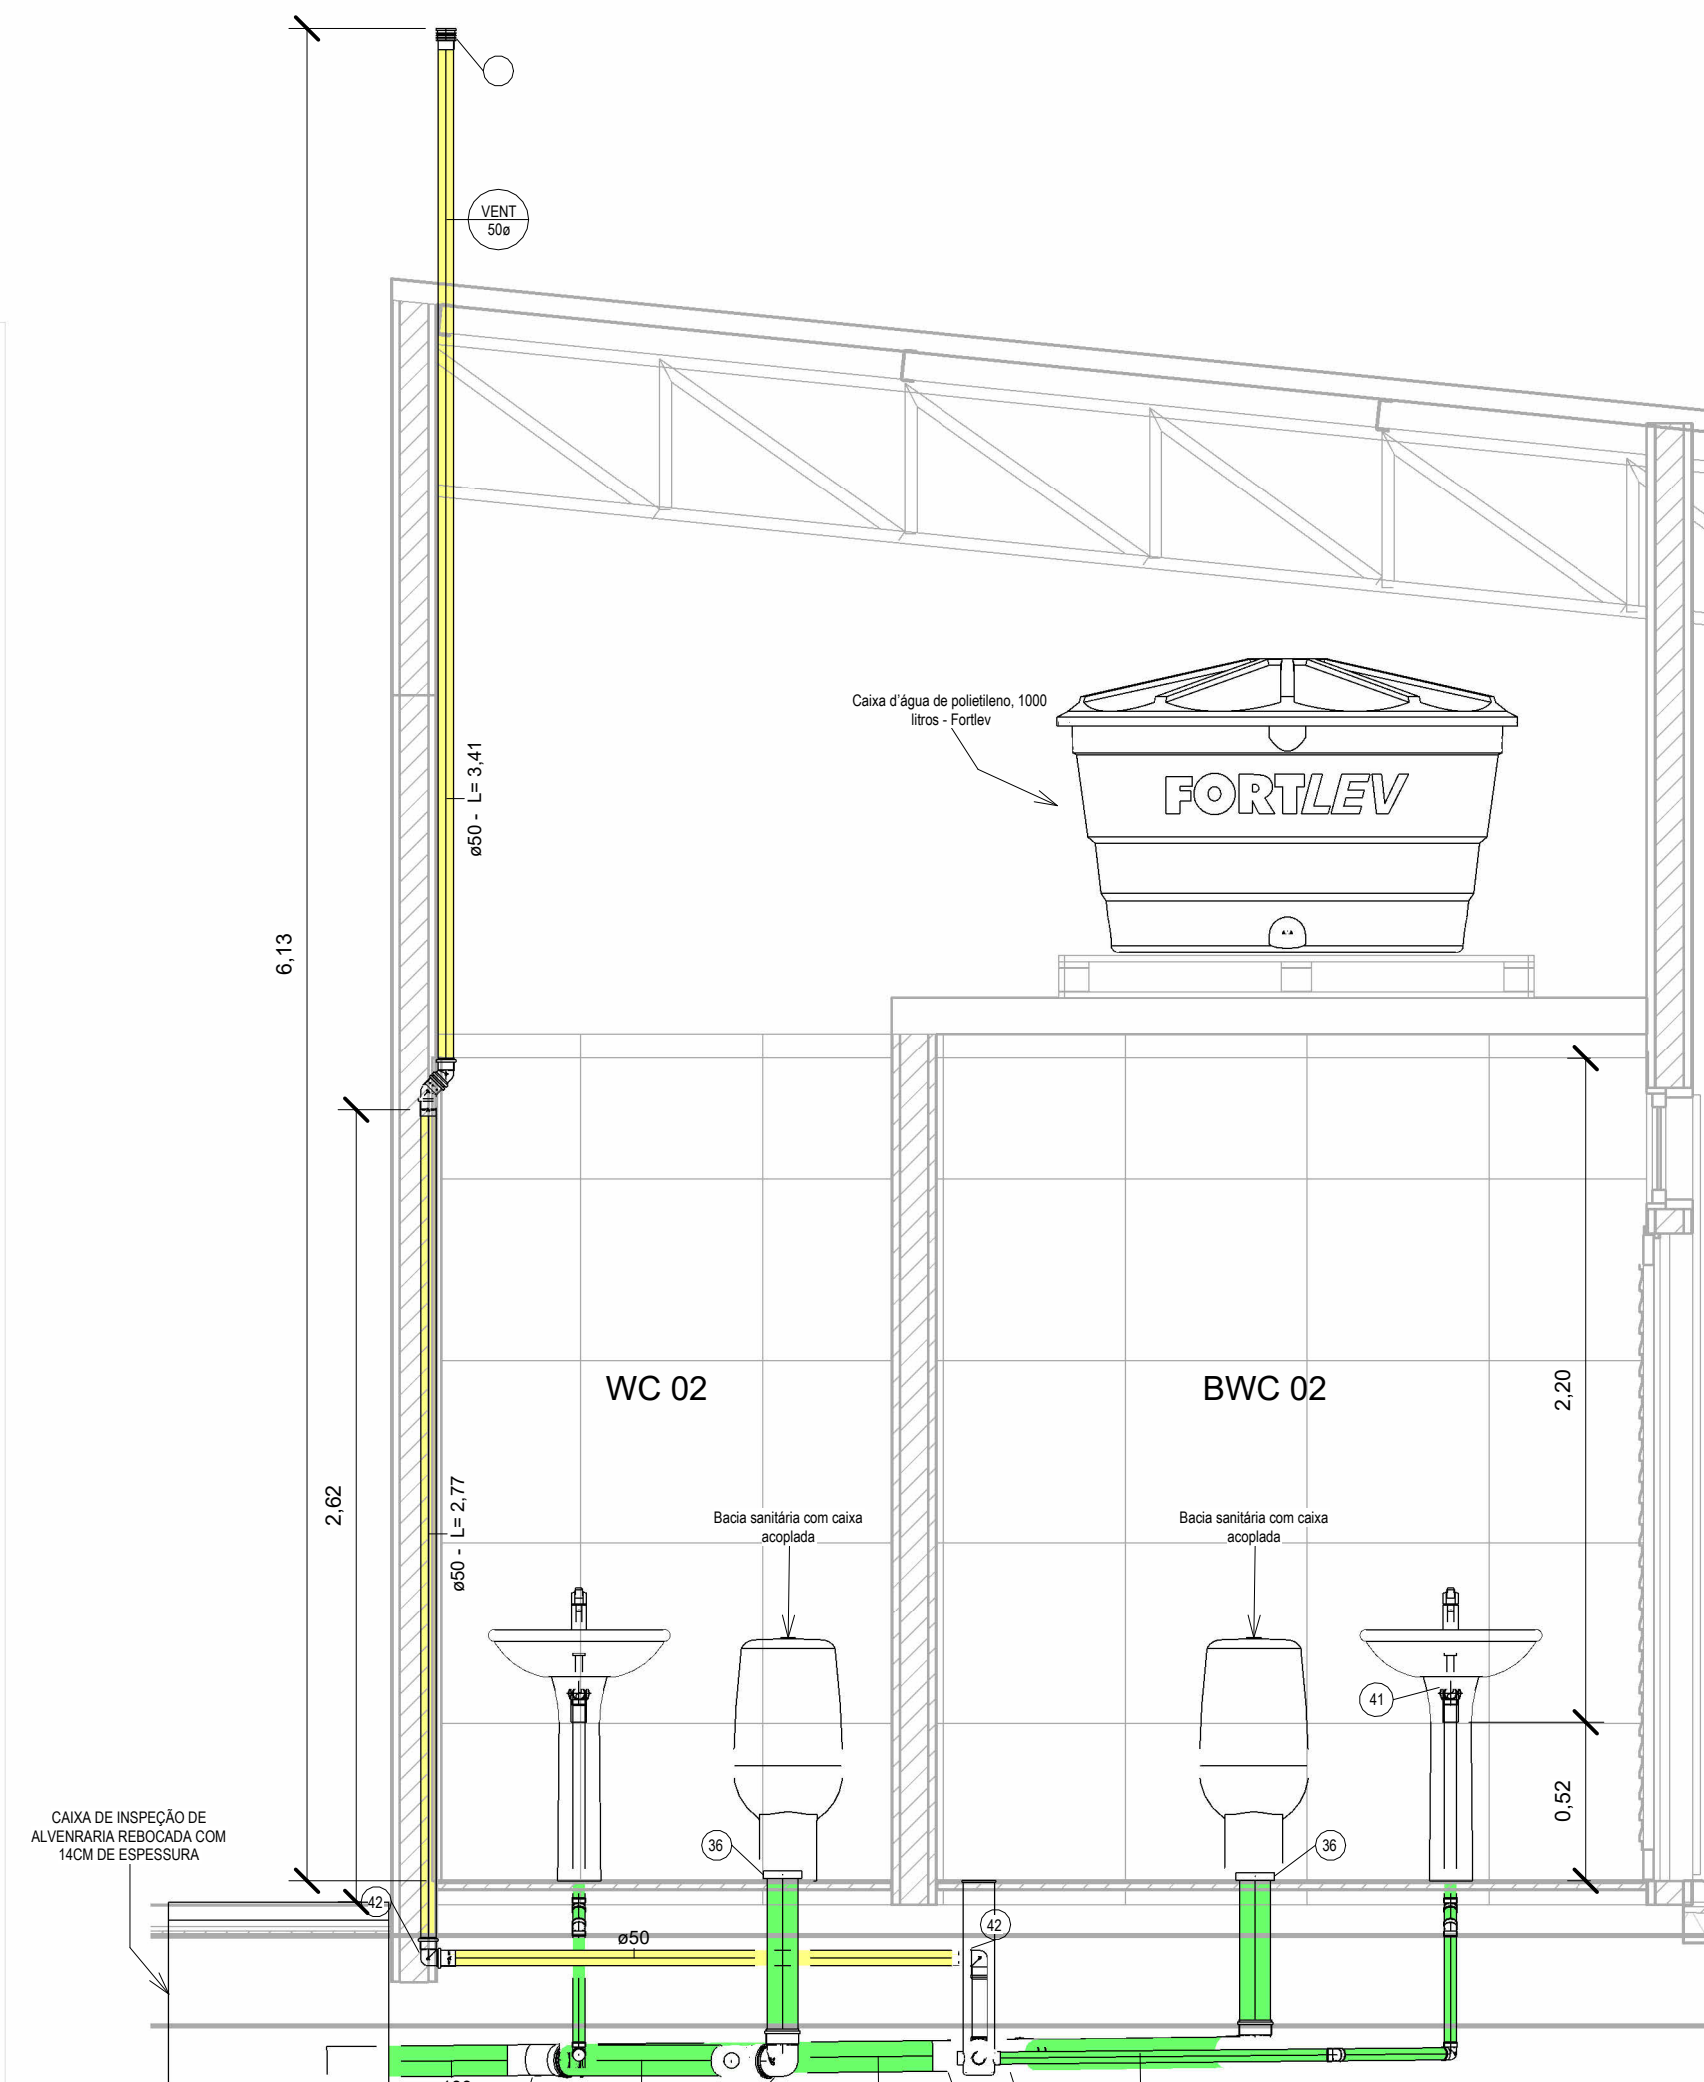 VENT
50ø
Caixa d'água de polietileno, 1000
litros - Fortlev
FORTLEV
ø50 - L= 3,41
6,13
2,20
WC 02
BWC 02
2,62
ø50 - L= 2,77
Bacia sanitária com caixa
acoplada
Bacia sanitária com caixa
acoplada
41
0,52
CAIXA DE INSPEÇÃO DE
ALVENRARIA REBOCADA COM
14CM DE ESPESSURA
36
36
42
42
ø50